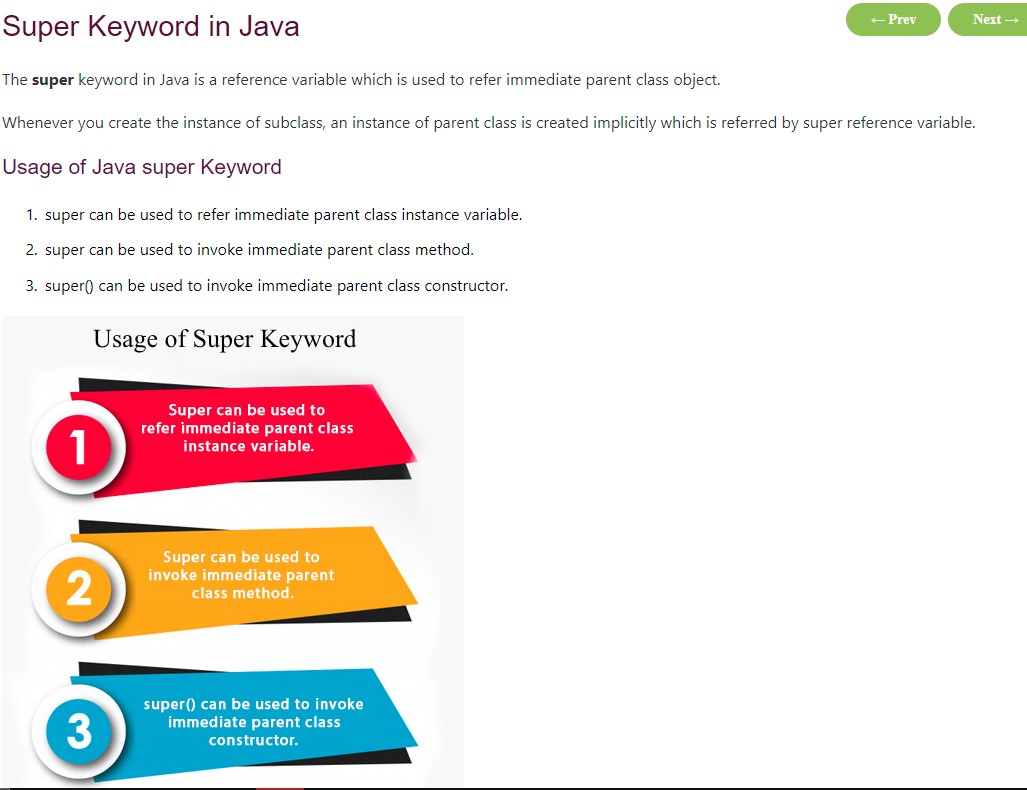 Super Keyword in Java
← Prev
Next →
The super keyword in Java is a reference variable which is used to refer immediate parent class object.
Whenever you create the instance of subclass, an instance of parent class is created implicitly which is referred by super reference variable.
Usage of Java super Keyword
1. super can be used to refer immediate parent class instance variable.
2. super can be used to invoke immediate parent class method.
3. super() can be used to invoke immediate parent class constructor.
Usage of Super Keyword
1
Super can be used to
refer immediate parent class
instance variable.
2
Super can be used to
invoke immediate parent
class method.
3
super() can be used to invoke
immediate parent class
constructor.